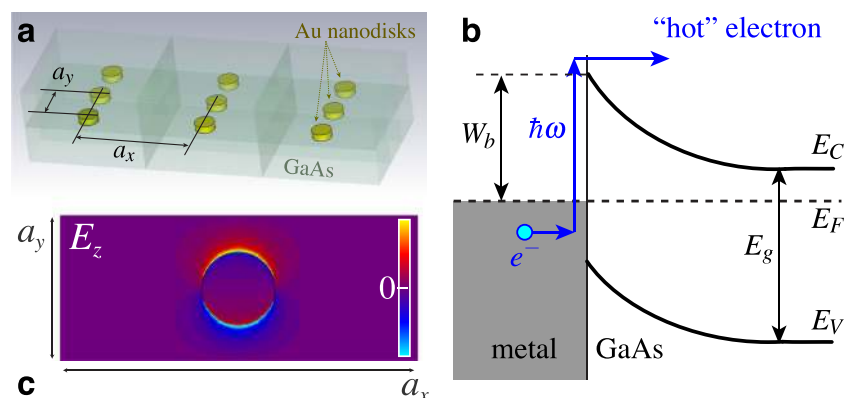 a
Au nanodisks
a_y
a_x
GaAs
a_y
E_z
0
c
a_x
b
“hot” electron
W_b
ħω
E_C
E_F
e⁻
E_g
E_V
metal
GaAs